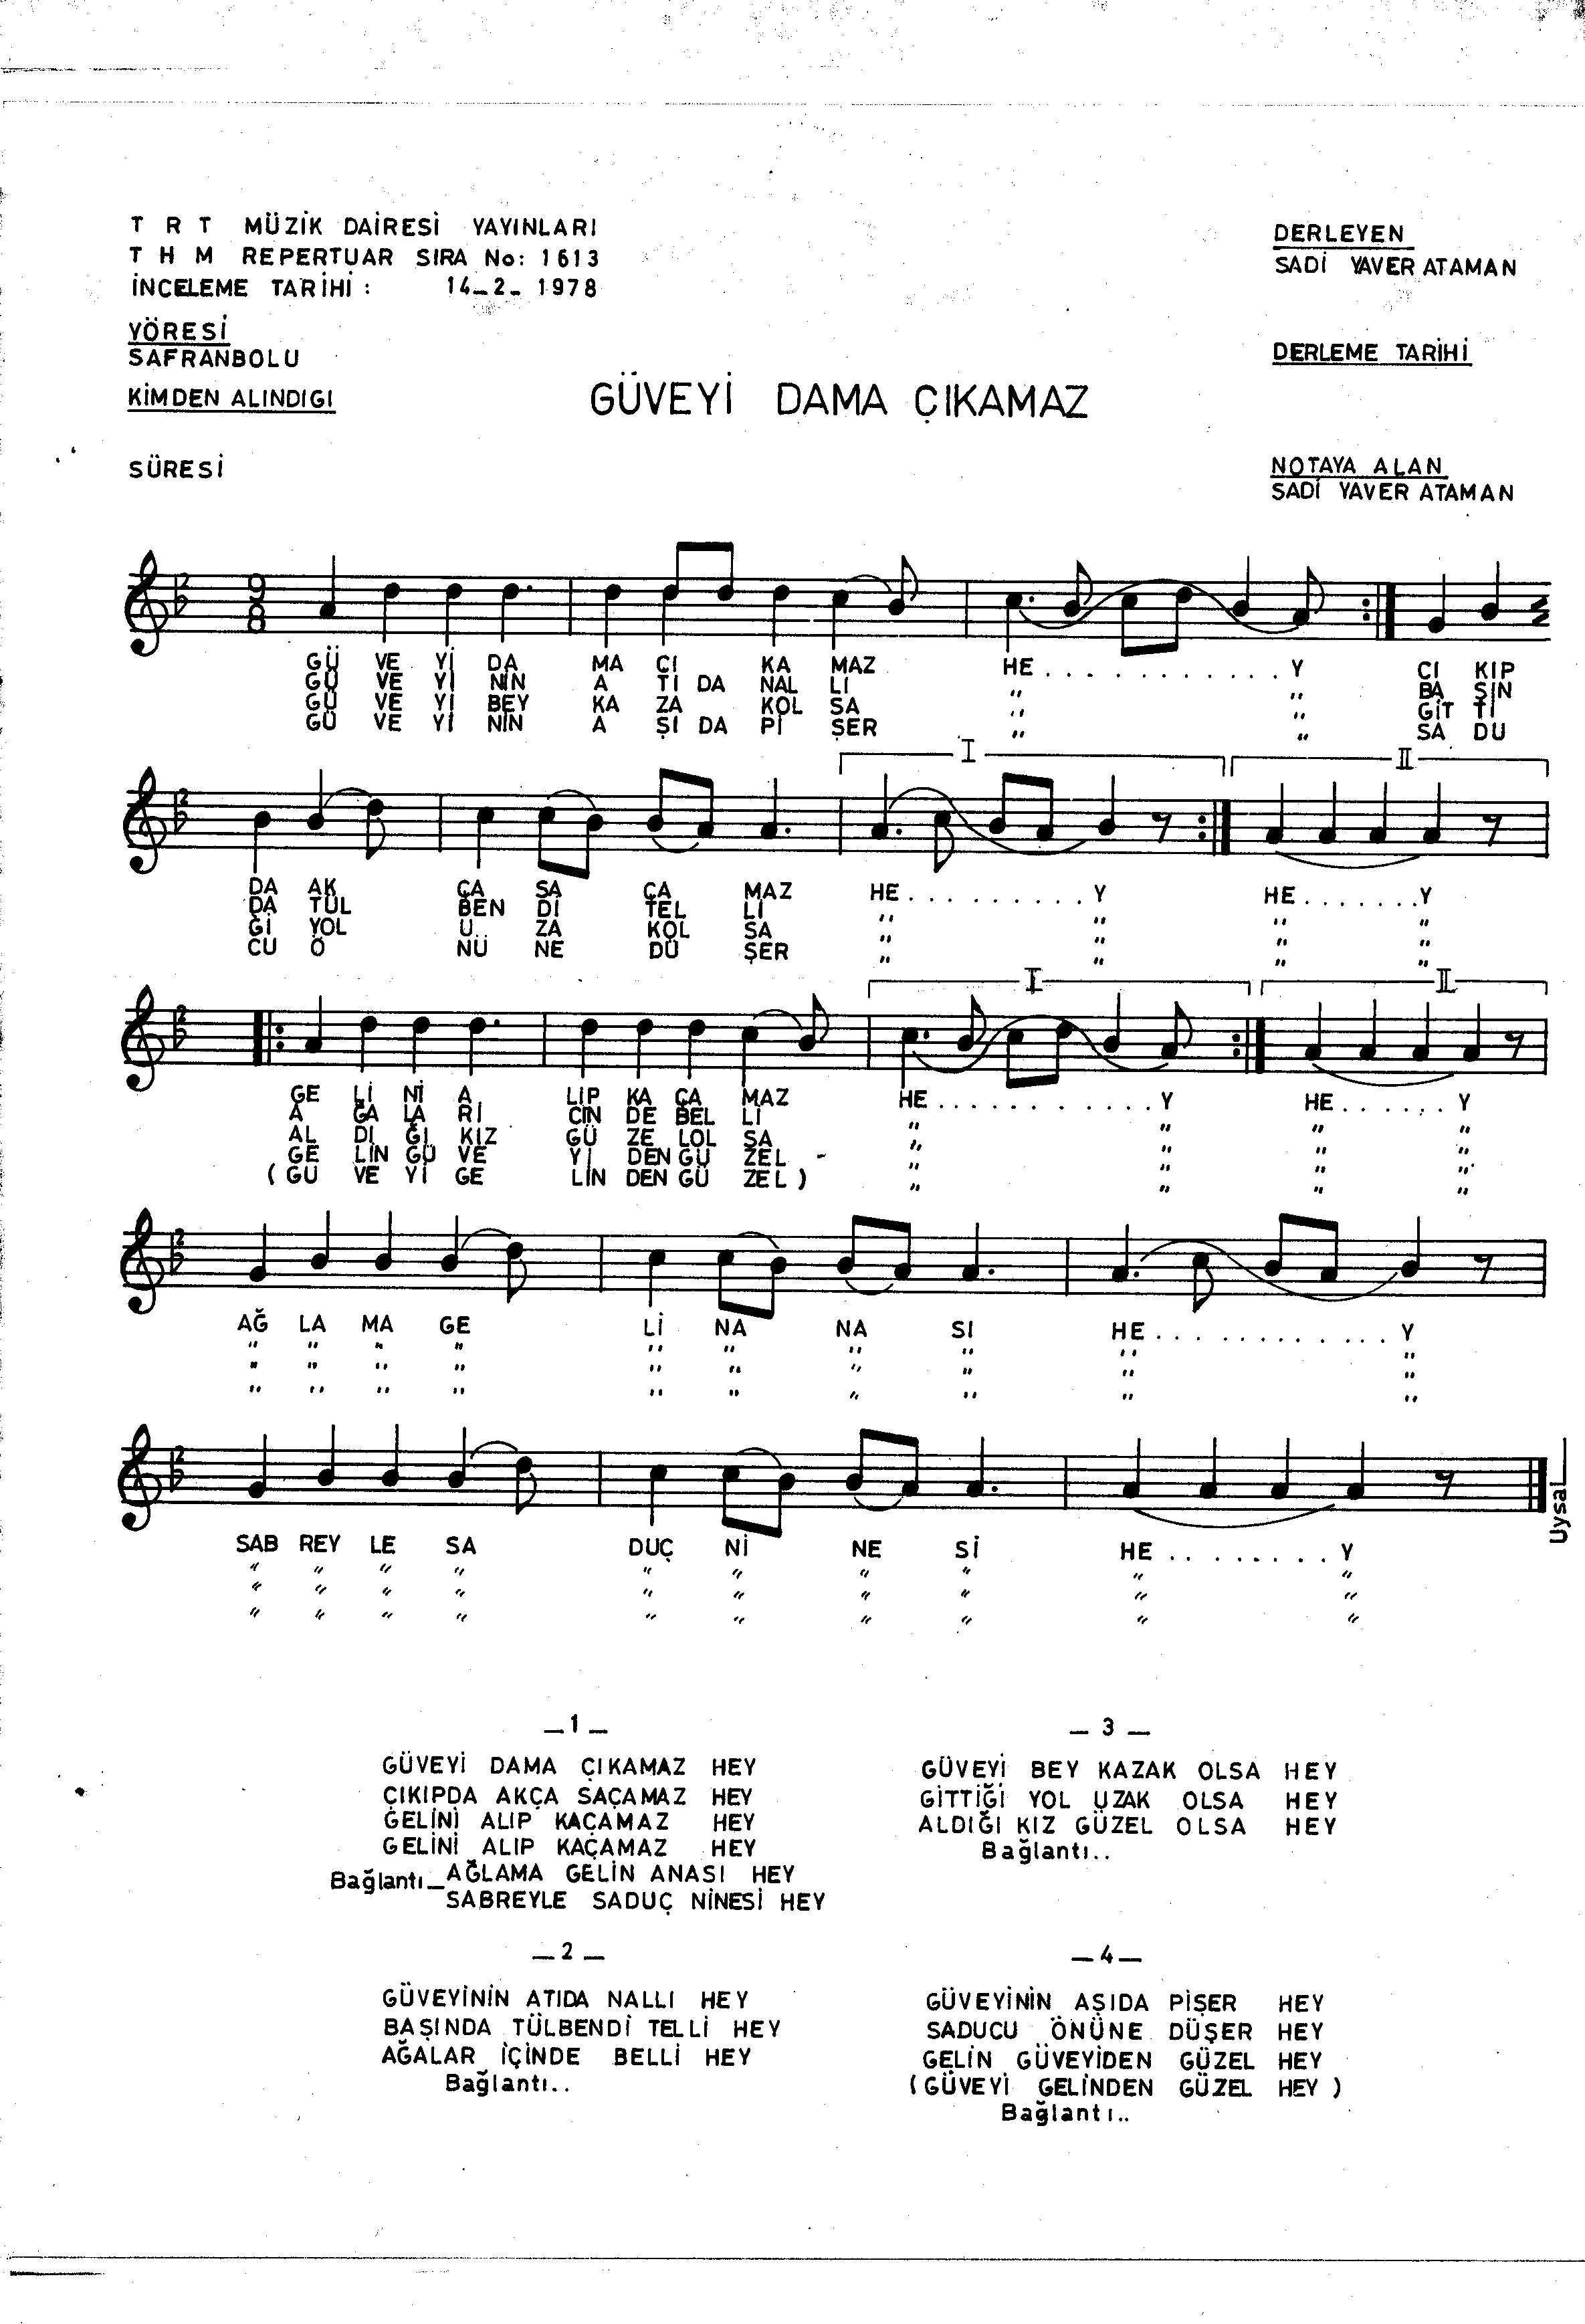 T R T MÜZİK DAİRESİ YAYINLARI
T H M REPERTUAR SIRA No: 1613
İNCELEME TARİHİ : 14_2_ 1978
YÖRESİ
SAFRANBOLU
KİMDEN ALINDIGI
SÜRESİ
DERLEYEN
SADİ YAVER ATAMAN
DERLEME TARİHİ
NOTAYA ALAN
SADİ YAVER ATAMAN
GÜVEYİ DAMA ÇIKAMAZ
9
8
GÜ VE Yİ DA MA ÇI KA MAZ HE............Y ÇI KIP
GÜ VE Yİ NİN A TI DA NAL LI " " BA ŞIN
GÜ VE Yİ BEY KA ZA KOL SA " " GİT Tİ
GÜ VE Yİ NİN A ŞI DA Pİ ŞER " " SA DU
I II
DA AK ÇA SA ÇA MAZ HE.........Y HE.......Y
DA TÜL BEN Dİ TEL Lİ " " " "
Ğİ YOL U ZA KOL SA " " " "
CU Ö NÜ NE DÜ ŞER " " " "
I II
GE Lİ Nİ A LIP KA ÇA MAZ HE...........Y HE......Y
A ĞA LA RI ÇİN DE BEL Lİ " " " "
AL DI ĞI KIZ GÜ ZE LOL SA " " " "
GE LİN GÜ VE Yİ DEN GÜ ZEL - " " " "
( GÜ VE Yİ GE LİN DEN GÜ ZEL ) " " " "
AĞ LA MA GE Lİ NA NA SI HE............Y
" " " " " " " " " "
" " " " " " " " " "
" " " " " " " " " "
SAB REY LE SA DUÇ Nİ NE Sİ HE........Y
" " " " " " " " " "
" " " " " " " " " "
" " " " " " " " " "
Uysal
_1_
GÜVEYİ DAMA ÇIKAMAZ HEY
ÇIKIPDA AKÇA SAÇAMAZ HEY
GELİNİ ALIP KAÇAMAZ HEY
GELİNİ ALIP KAÇAMAZ HEY
Bağlantı_AĞLAMA GELİN ANASI HEY
SABREYLE SADUÇ NİNESİ HEY
_2_
GÜVEYİNİN ATIDA NALLI HEY
BAŞINDA TÜLBENDİ TELLİ HEY
AĞALAR İÇİNDE BELLİ HEY
Bağlantı..
_3_
GÜVEYİ BEY KAZAK OLSA HEY
GİTTİĞİ YOL UZAK OLSA HEY
ALDIĞI KIZ GÜZEL OLSA HEY
Bağlantı..
_4_
GÜVEYİNİN AŞIDA PİŞER HEY
SADUCU ÖNÜNE DÜŞER HEY
GELİN GÜVEYİDEN GÜZEL HEY
(GÜVEYİ GELİNDEN GÜZEL HEY )
Bağlantı..